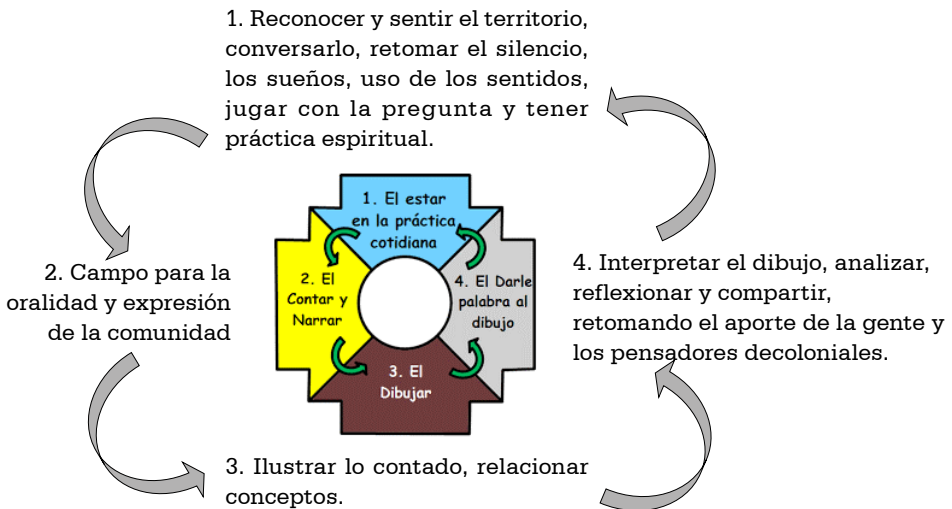 1. Reconocer y sentir el territorio,
conversarlo, retomar el silencio,
los sueños, uso de los sentidos,
jugar con la pregunta y tener
práctica espiritual.
1. El estar
en la práctica
cotidiana
2. El
Contar y
Narrar
4. El Darle
palabra al
dibujo
3. El
Dibujar
2. Campo para la
oralidad y expresión
de la comunidad
4. Interpretar el dibujo, analizar,
reflexionar y compartir,
retomando el aporte de la gente y
los pensadores decoloniales.
3. Ilustrar lo contado, relacionar
conceptos.